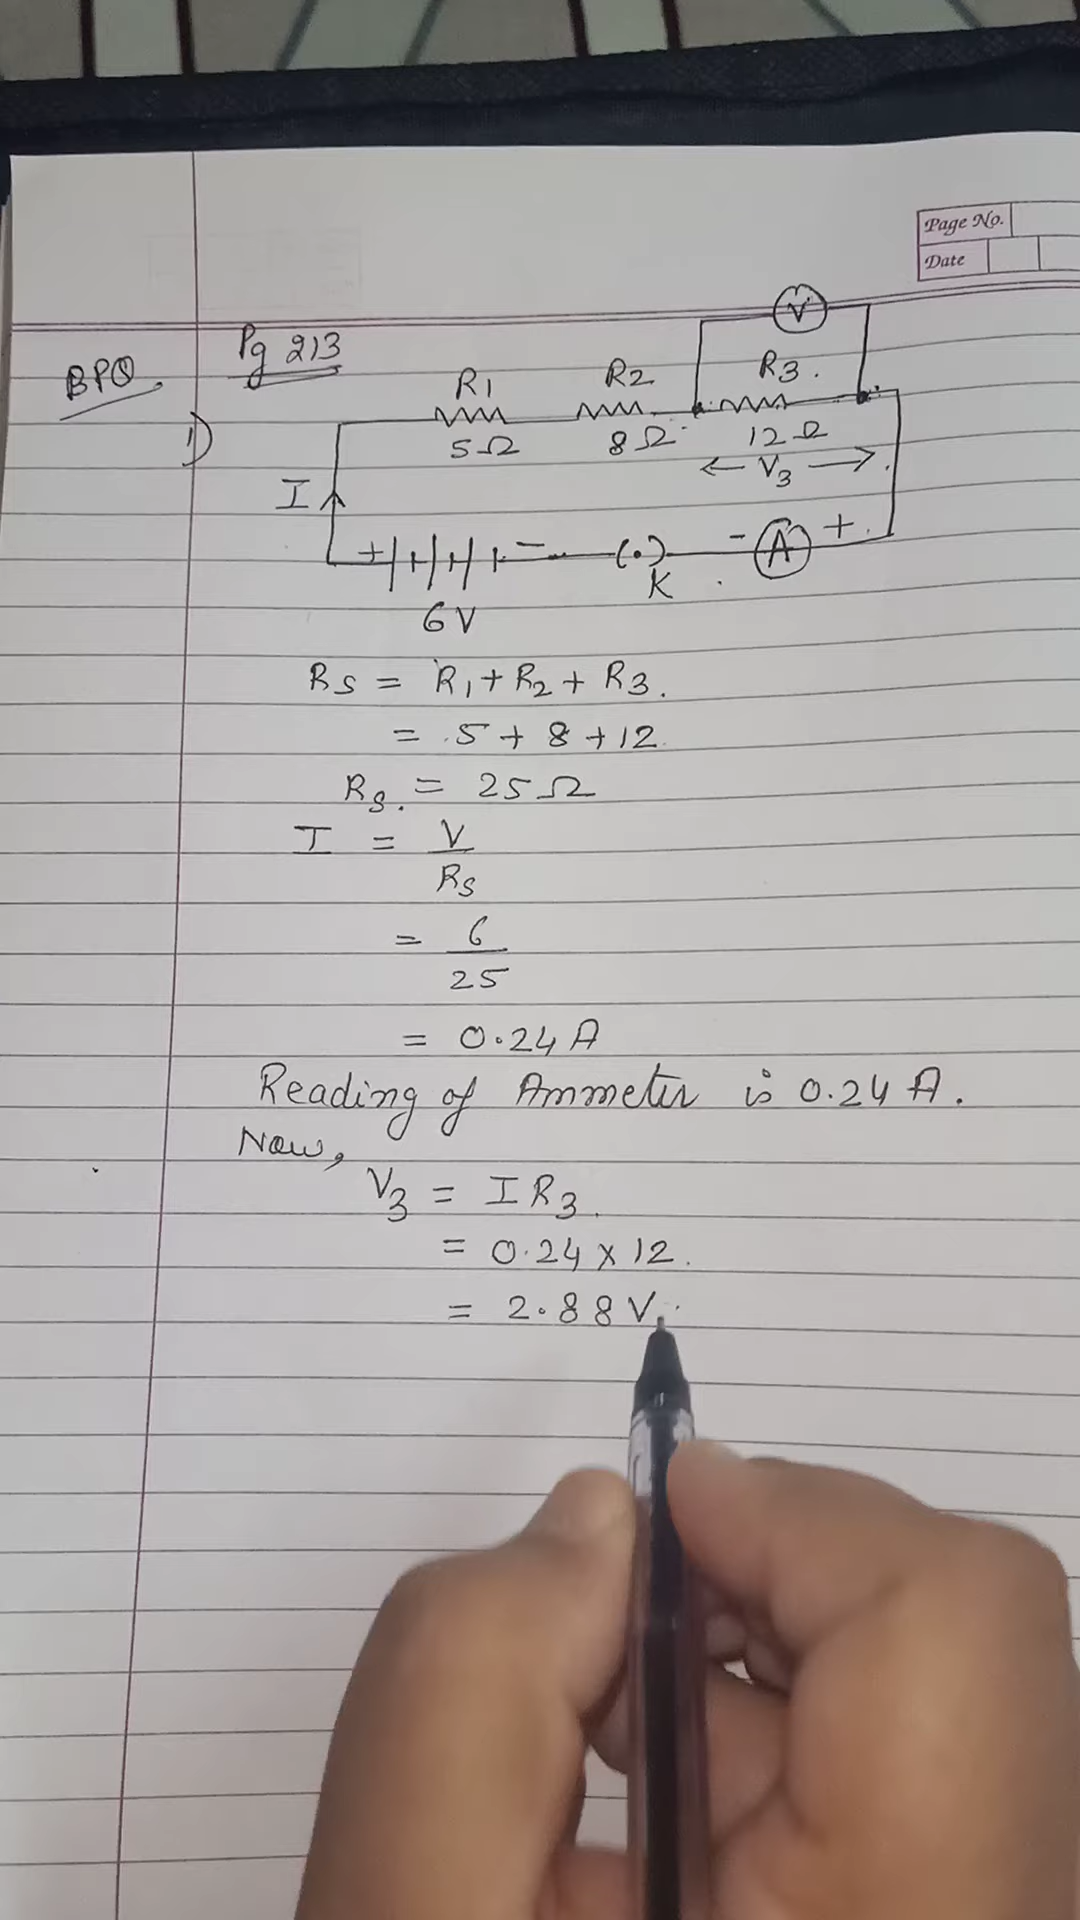 Page No.
Date
BPQ.
Pg 213
1)
V
R1 R2 R3.
5Ω 8Ω 12Ω
← V3 →
I
+ - (·) - A +
K
6V
RS = R1 + R2 + R3.
= 5 + 8 + 12
RS. = 25Ω
I = V
RS
= 6
25
= 0.24 A
Reading of Ammeter is 0.24 A.
Now,
V3 = IR3.
= 0.24 x 12.
= 2.88 V.